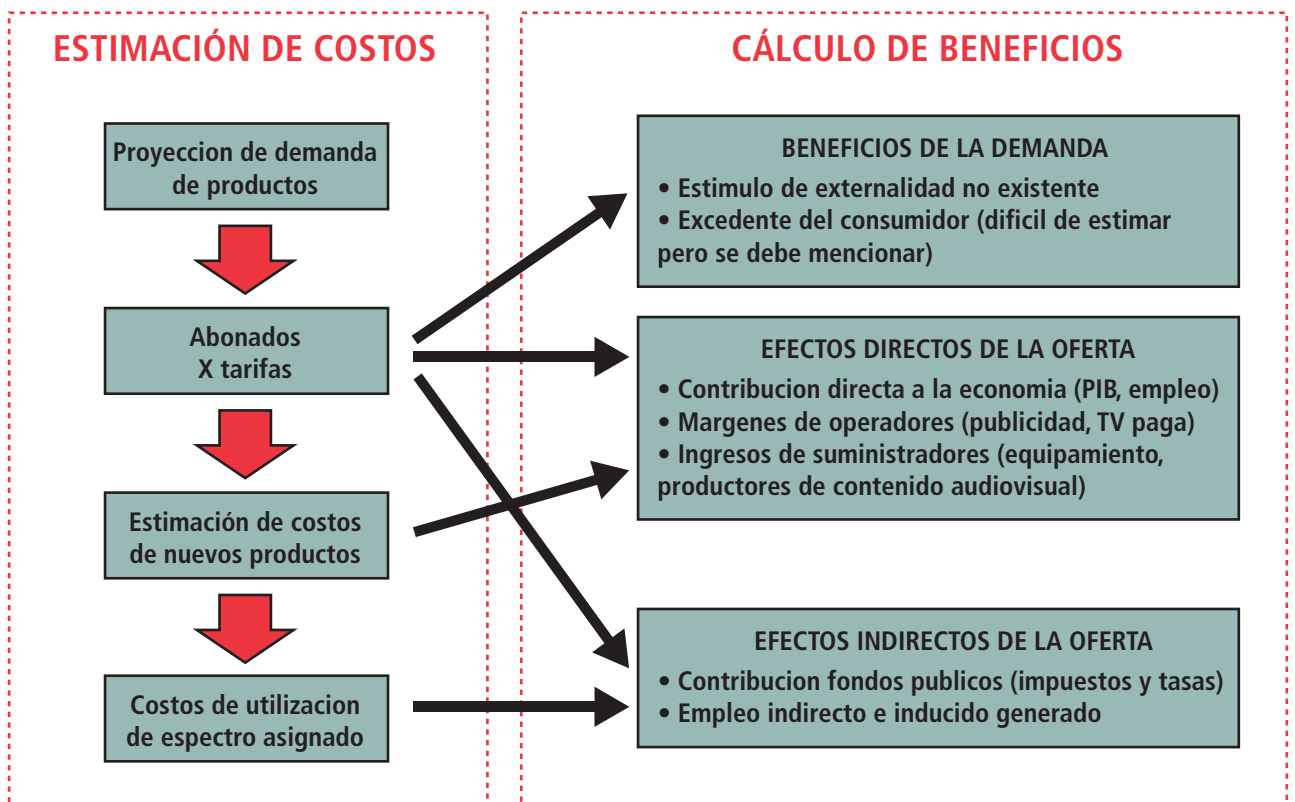 ESTIMACIÓN DE COSTOS
Proyeccion de demanda
de productos
Abonados
X tarifas
Estimación de costos
de nuevos productos
Costos de utilizacion
de espectro asignado
CÁLCULO DE BENEFICIOS
BENEFICIOS DE LA DEMANDA
• Estimulo de externalidad no existente
• Excedente del consumidor (dificil de estimar
pero se debe mencionar)
EFECTOS DIRECTOS DE LA OFERTA
• Contribucion directa a la economia (PIB, empleo)
• Margenes de operadores (publicidad, TV paga)
• Ingresos de suministradores (equipamiento,
productores de contenido audiovisual)
EFECTOS INDIRECTOS DE LA OFERTA
• Contribucion fondos publicos (impuestos y tasas)
• Empleo indirecto e inducido generado